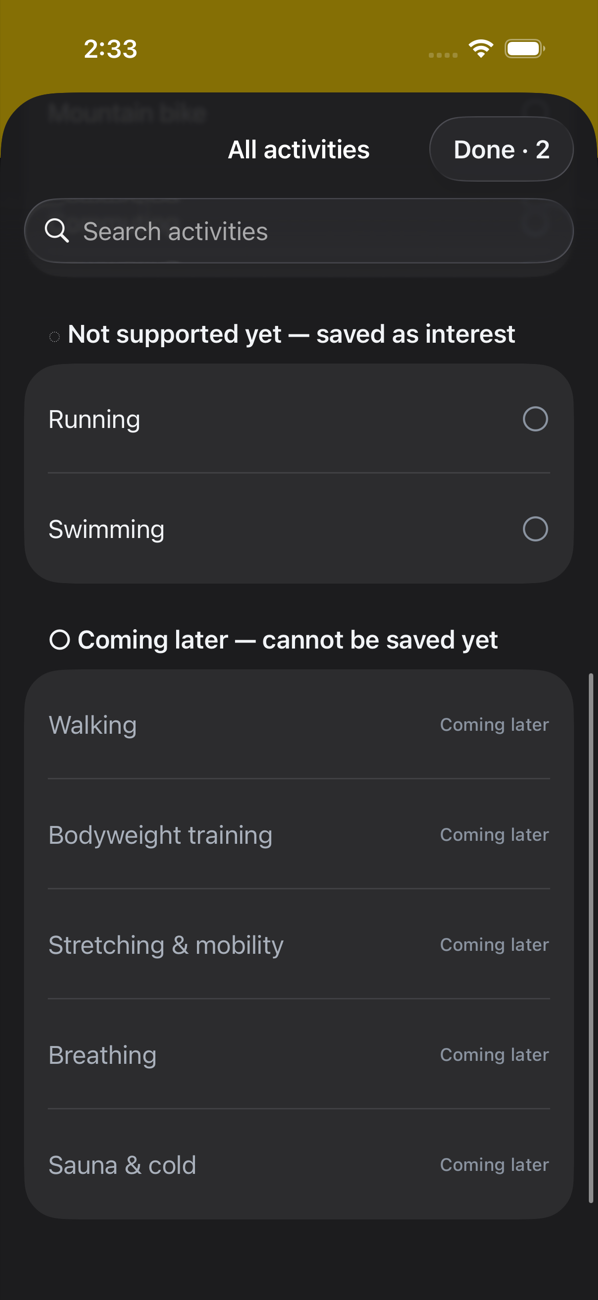 2:33
Mountain bike
All activities
Done · 2
Search activities
Not supported yet — saved as interest
Running
Swimming
Coming later — cannot be saved yet
Walking
Coming later
Bodyweight training
Coming later
Stretching & mobility
Coming later
Breathing
Coming later
Sauna & cold
Coming later